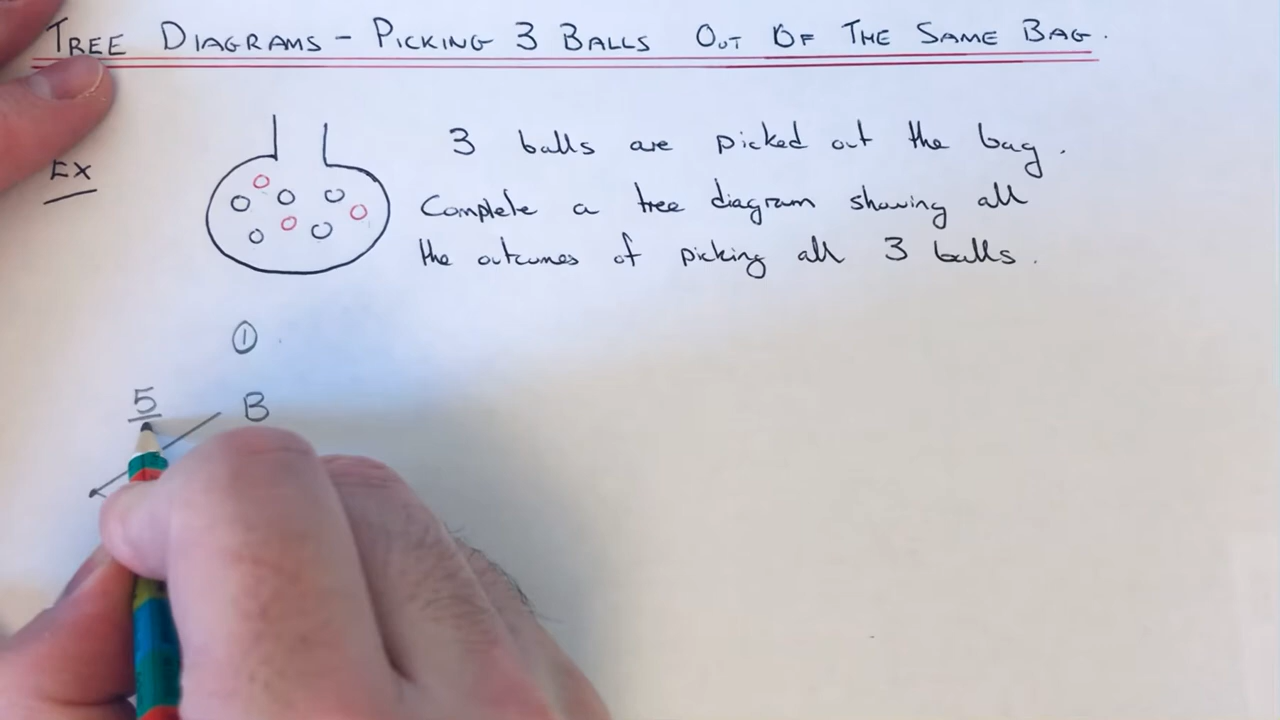 TREE DIAGRAMS - PICKING 3 BALLS OUT OF THE SAME BAG.
EX
3 balls are picked out the bag.
Complete a tree diagram showing all
the outcomes of picking all 3 balls.
①
5
B